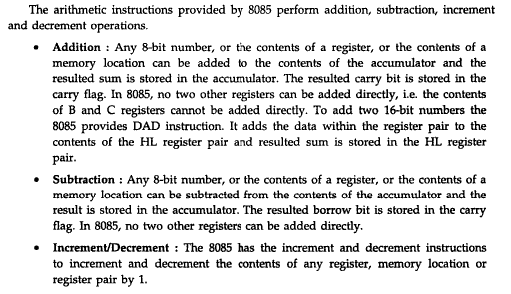 The arithmetic instructions provided by 8085 perform addition, subtraction, increment
and decrement operations.
• Addition : Any 8-bit number, or the contents of a register, or the contents of a
memory location can be added to the contents of the accumulator and the
resulted sum is stored in the accumulator. The resulted carry bit is stored in the
carry flag. In 8085, no two other registers can be added directly, i.e. the contents
of B and C registers cannot be added directly. To add two 16-bit numbers the
8085 provides DAD instruction. It adds the data within the register pair to the
contents of the HL register pair and resulted sum is stored in the HL register
pair.
• Subtraction : Any 8-bit number, or the contents of a register, or the contents of a
memory location can be subtracted from the contents of the accumulator and the
result is stored in the accumulator. The resulted borrow bit is stored in the carry
flag. In 8085, no two other registers can be added directly.
• Increment/Decrement : The 8085 has the increment and decrement instructions
to increment and decrement the contents of any register, memory location or
register pair by 1.